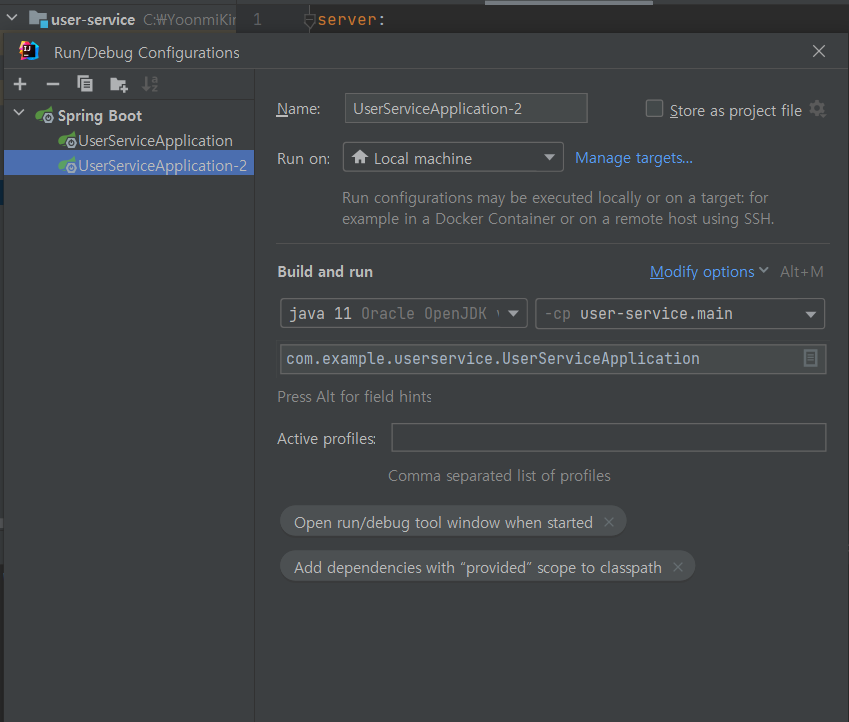 user-service C:₩YoonmiKir
1 server:
Run/Debug Configurations
Spring Boot
UserServiceApplication
UserServiceApplication-2
Name: UserServiceApplication-2 Store as project file
Run on: Local machine Manage targets...
Run configurations may be executed locally or on a target: for
example in a Docker Container or on a remote host using SSH.
Build and run Modify options Alt+M
java 11 Oracle OpenJDK -cp user-service.main
com.example.userservice.UserServiceApplication
Press Alt for field hints
Active profiles:
Comma separated list of profiles
Open run/debug tool window when started
Add dependencies with “provided” scope to classpath